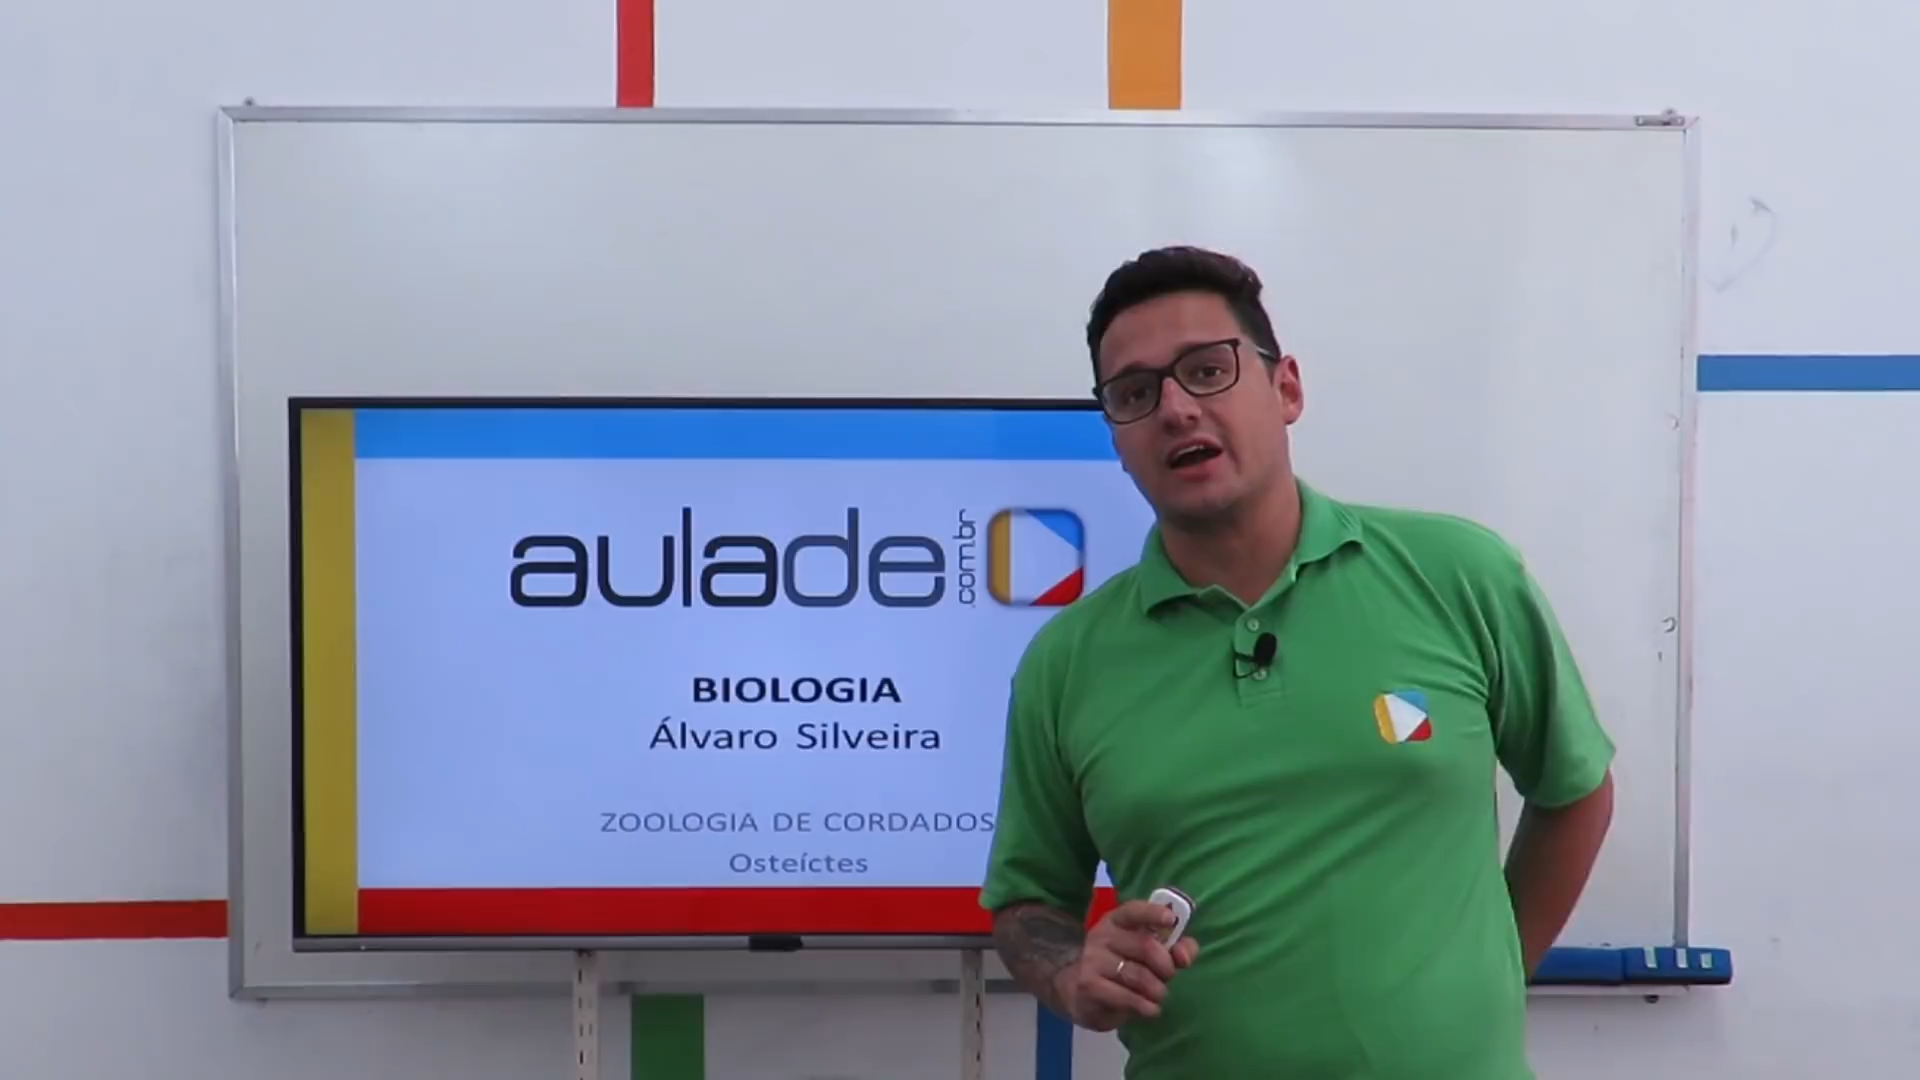 aulade
.com.br
BIOLOGIA
Álvaro Silveira
ZOOLOGIA DE CORDADOS
Osteíctes